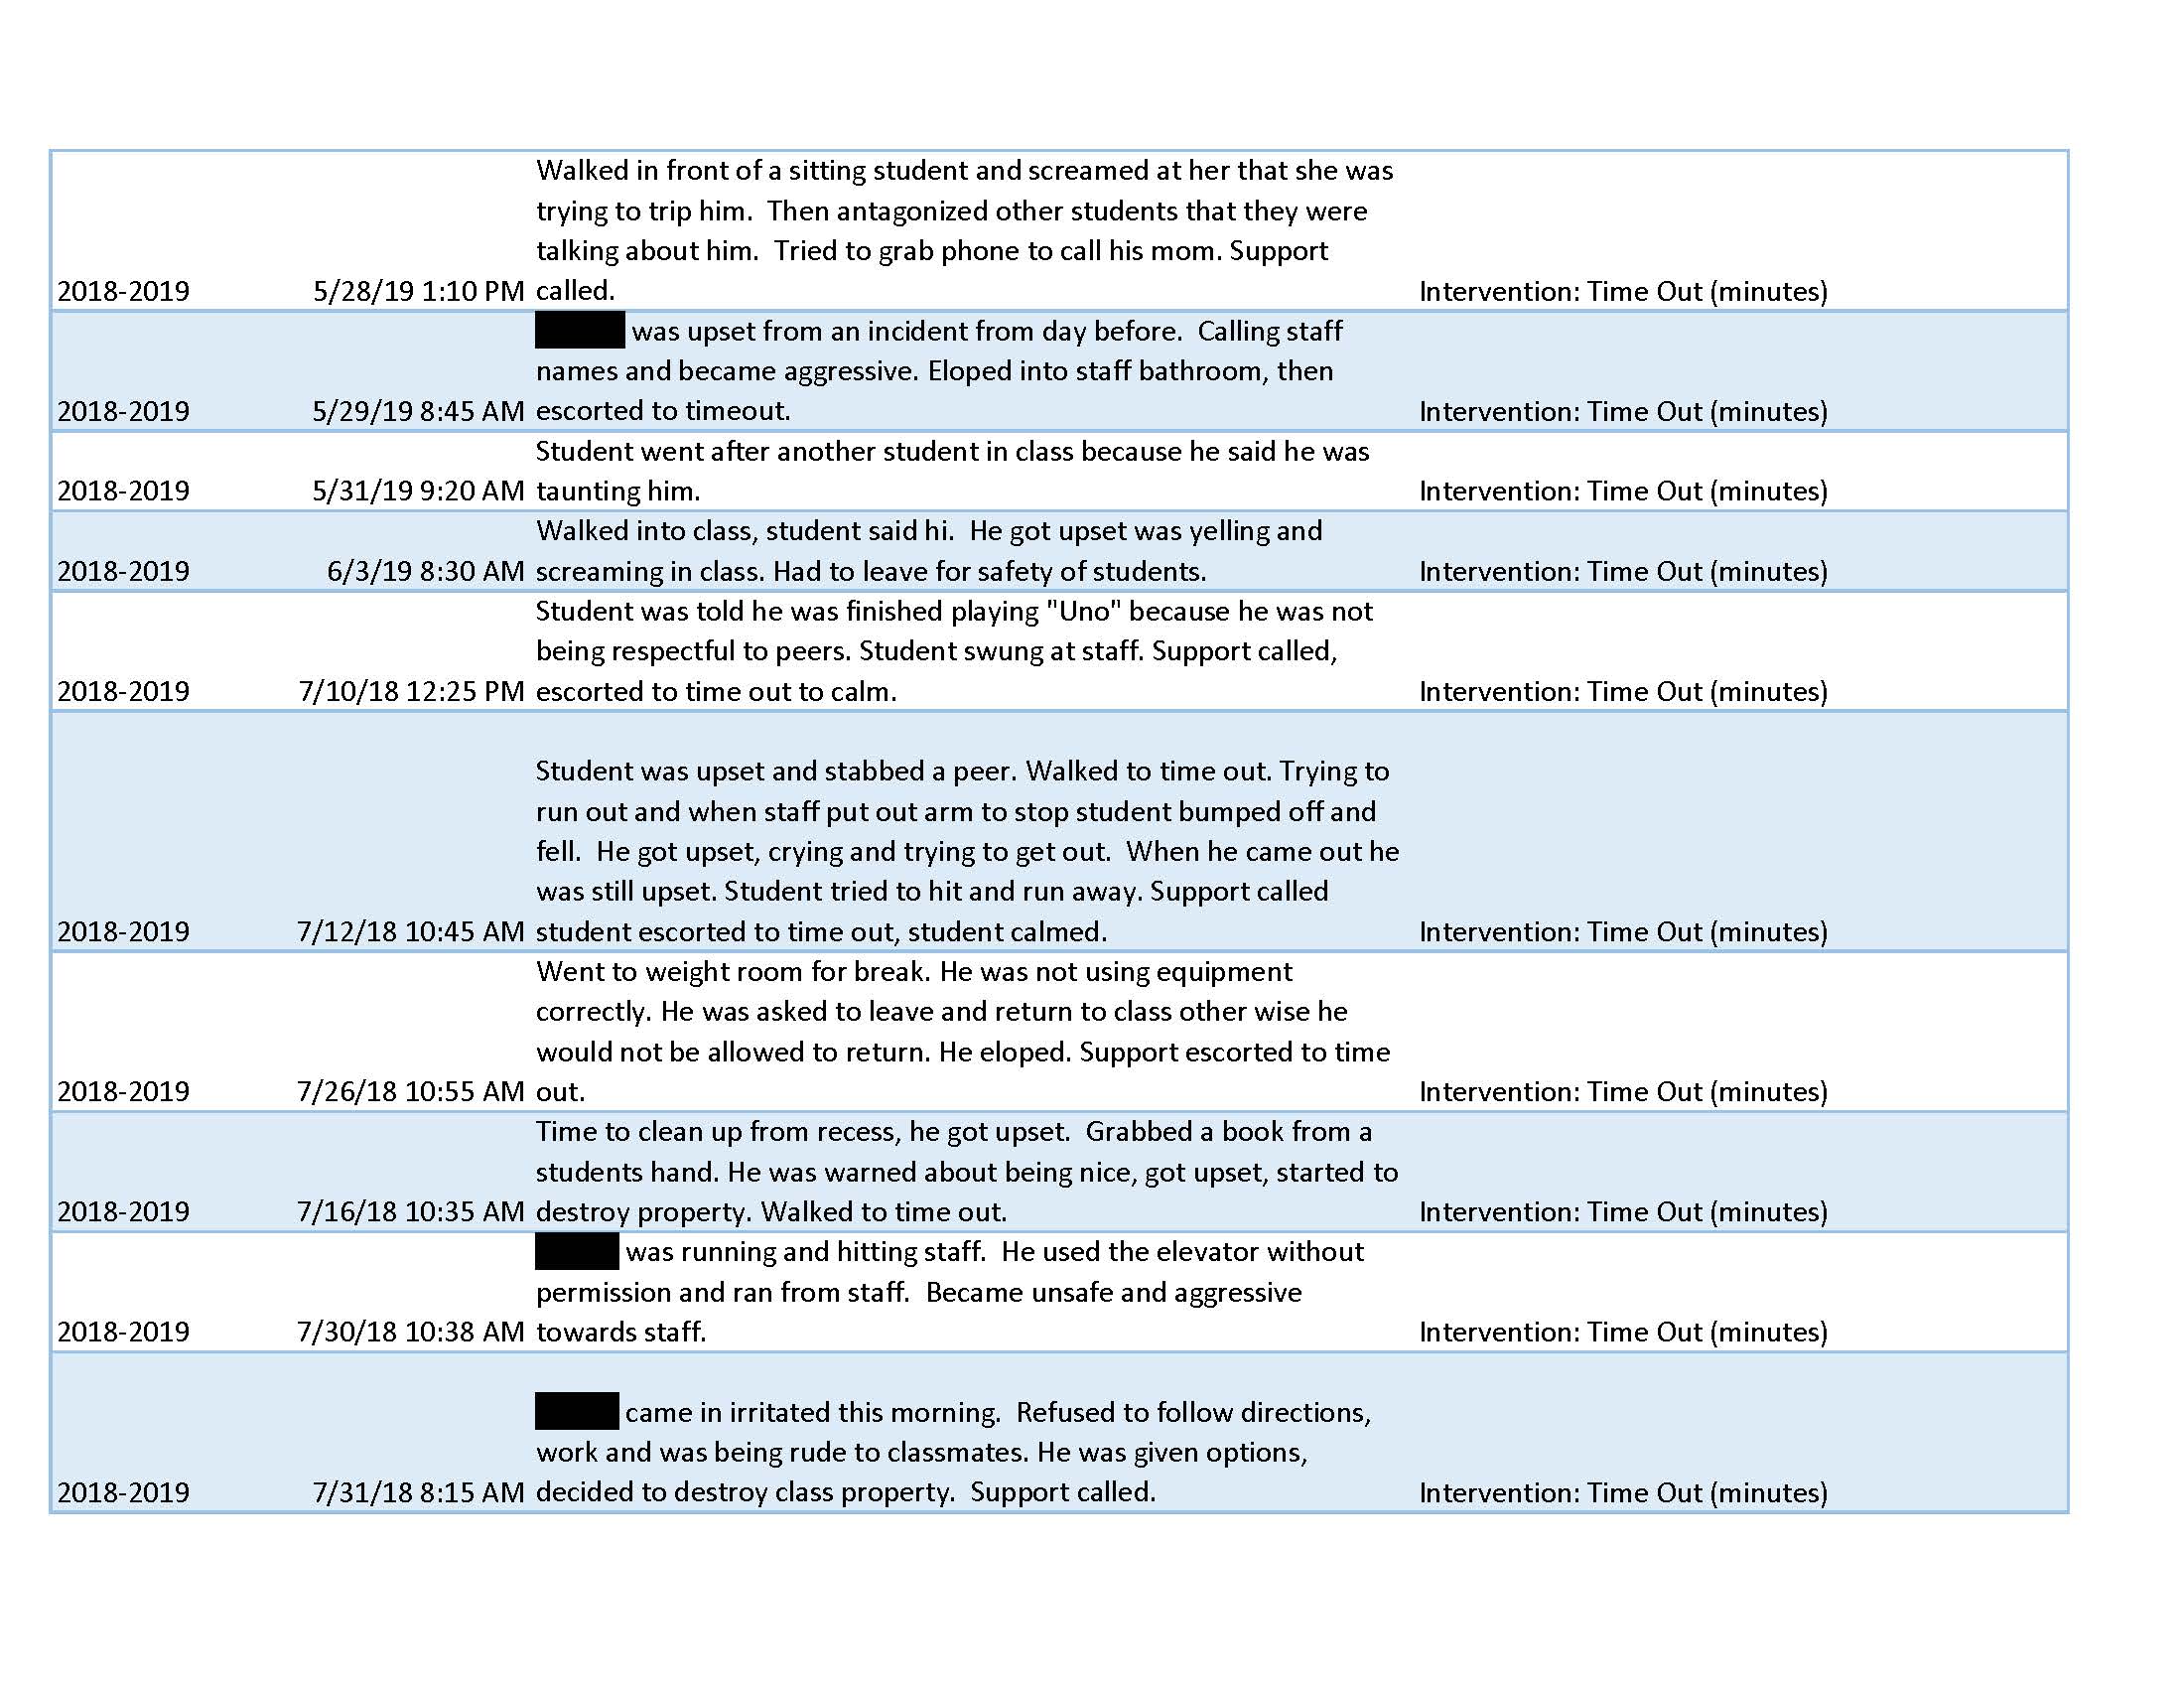 Walked in front of a sitting student and screamed at her that she was
trying to trip him.  Then antagonized other students that they were
talking about him.  Tried to grab phone to call his mom. Support
2018-2019 5/28/19 1:10 PM called. Intervention: Time Out (minutes)
was upset from an incident from day before.  Calling staff
names and became aggressive. Eloped into staff bathroom, then
2018-2019 5/29/19 8:45 AM escorted to timeout. Intervention: Time Out (minutes)
Student went after another student in class because he said he was
2018-2019 5/31/19 9:20 AM taunting him. Intervention: Time Out (minutes)
Walked into class, student said hi.  He got upset was yelling and
2018-2019 6/3/19 8:30 AM screaming in class. Had to leave for safety of students. Intervention: Time Out (minutes)
Student was told he was finished playing "Uno" because he was not
being respectful to peers. Student swung at staff. Support called,
2018-2019 7/10/18 12:25 PM escorted to time out to calm. Intervention: Time Out (minutes)
Student was upset and stabbed a peer. Walked to time out. Trying to
run out and when staff put out arm to stop student bumped off and
fell.  He got upset, crying and trying to get out.  When he came out he
was still upset. Student tried to hit and run away. Support called
2018-2019 7/12/18 10:45 AM student escorted to time out, student calmed. Intervention: Time Out (minutes)
Went to weight room for break. He was not using equipment
correctly. He was asked to leave and return to class other wise he
would not be allowed to return. He eloped. Support escorted to time
2018-2019 7/26/18 10:55 AM out. Intervention: Time Out (minutes)
Time to clean up from recess, he got upset.  Grabbed a book from a
students hand. He was warned about being nice, got upset, started to
2018-2019 7/16/18 10:35 AM destroy property. Walked to time out. Intervention: Time Out (minutes)
was running and hitting staff.  He used the elevator without
permission and ran from staff.  Became unsafe and aggressive
2018-2019 7/30/18 10:38 AM towards staff. Intervention: Time Out (minutes)
came in irritated this morning.  Refused to follow directions,
work and was being rude to classmates. He was given options,
2018-2019 7/31/18 8:15 AM decided to destroy class property.  Support called. Intervention: Time Out (minutes)